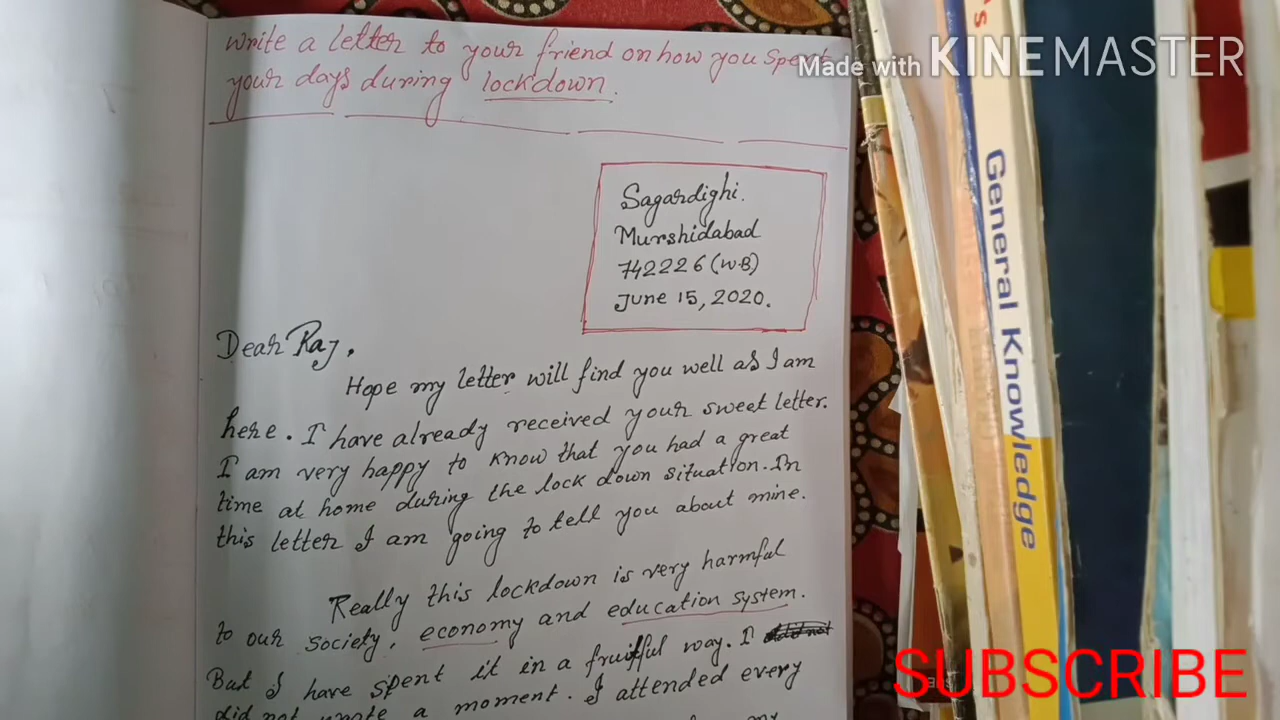 Write a letter to your friend on how you spent
your days during lockdown.
Made with KINEMASTER
Sagardighi.
Murshidabad
742226 (W.B)
June 15, 2020.
Dear Raj,
Hope my letter will find you well as I am
here. I have already received your sweet letter.
I am very happy to know that you had a great
time at home during the lock down situation. In
this letter I am going to tell you about mine.
Really this lockdown is very harmful
to our society, economy and education system.
But I have spent it in a fruitful way. I
did not waste a moment. I attended every
my
General Knowledge
SUBSCRIBE